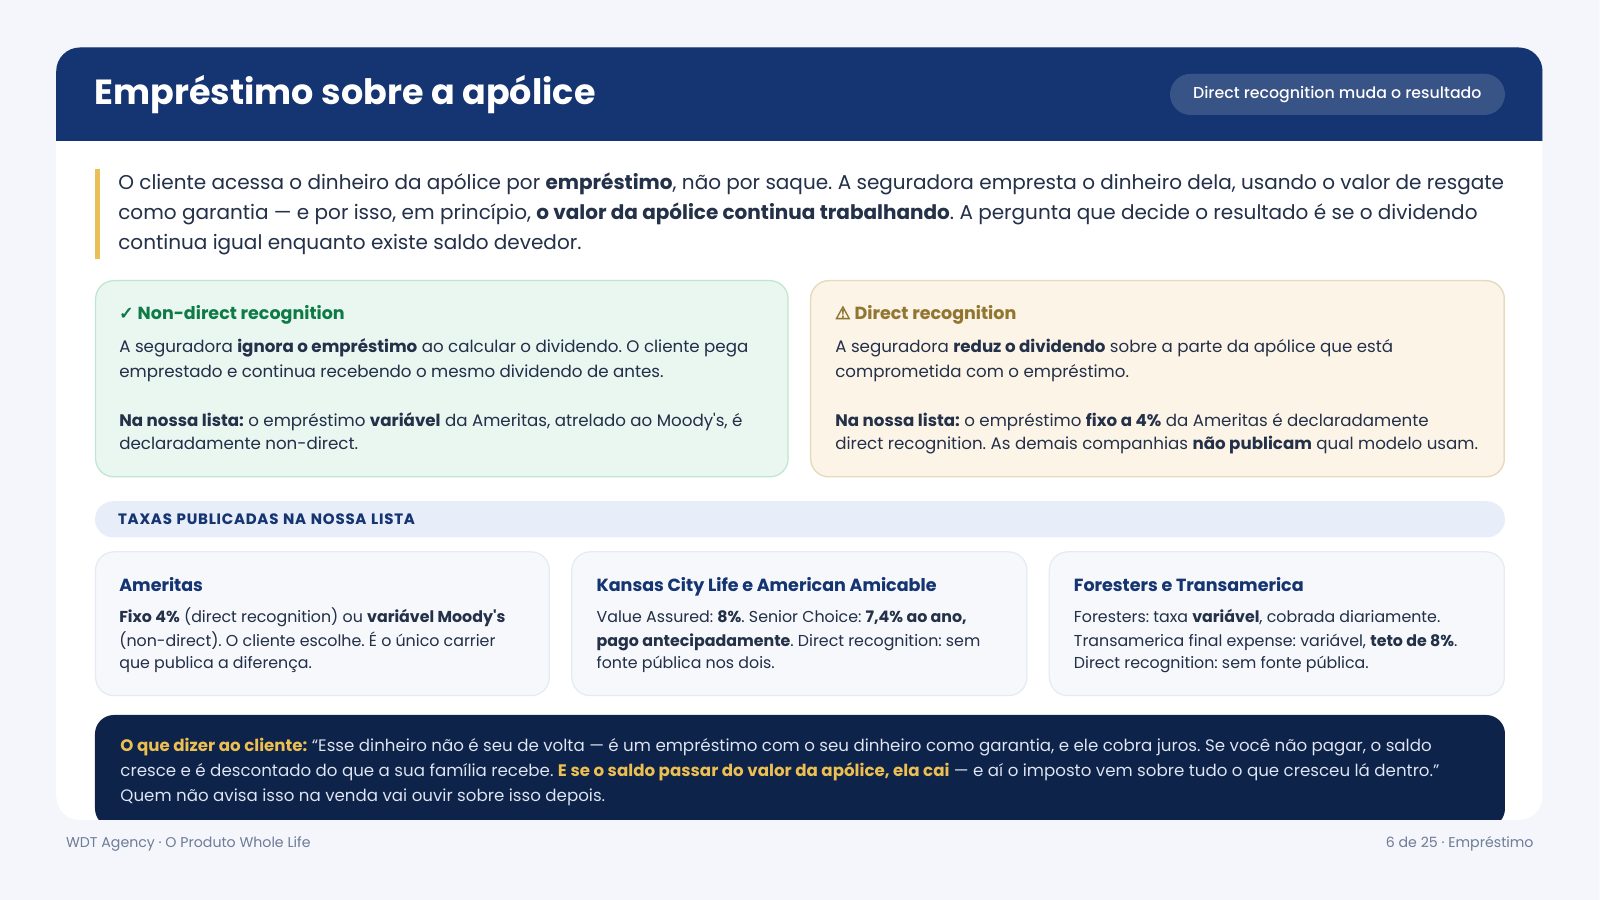 Empréstimo sobre a apólice
Direct recognition muda o resultado
O cliente acessa o dinheiro da apólice por empréstimo, não por saque. A seguradora empresta o dinheiro dela, usando o valor de resgate
como garantia — e por isso, em princípio, o valor da apólice continua trabalhando. A pergunta que decide o resultado é se o dividendo
continua igual enquanto existe saldo devedor.
✓ Non-direct recognition
A seguradora ignora o empréstimo ao calcular o dividendo. O cliente pega
emprestado e continua recebendo o mesmo dividendo de antes.
Na nossa lista: o empréstimo variável da Ameritas, atrelado ao Moody's, é
declaradamente non-direct.
⚠ Direct recognition
A seguradora reduz o dividendo sobre a parte da apólice que está
comprometida com o empréstimo.
Na nossa lista: o empréstimo fixo a 4% da Ameritas é declaradamente
direct recognition. As demais companhias não publicam qual modelo usam.
TAXAS PUBLICADAS NA NOSSA LISTA
Ameritas
Fixo 4% (direct recognition) ou variável Moody's
(non-direct). O cliente escolhe. É o único carrier
que publica a diferença.
Kansas City Life e American Amicable
Value Assured: 8%. Senior Choice: 7,4% ao ano,
pago antecipadamente. Direct recognition: sem
fonte pública nos dois.
Foresters e Transamerica
Foresters: taxa variável, cobrada diariamente.
Transamerica final expense: variável, teto de 8%.
Direct recognition: sem fonte pública.
O que dizer ao cliente: “Esse dinheiro não é seu de volta — é um empréstimo com o seu dinheiro como garantia, e ele cobra juros. Se você não pagar, o saldo
cresce e é descontado do que a sua família recebe. E se o saldo passar do valor da apólice, ela cai — e aí o imposto vem sobre tudo o que cresceu lá dentro.”
Quem não avisa isso na venda vai ouvir sobre isso depois.
WDT Agency · O Produto Whole Life
6 de 25 · Empréstimo